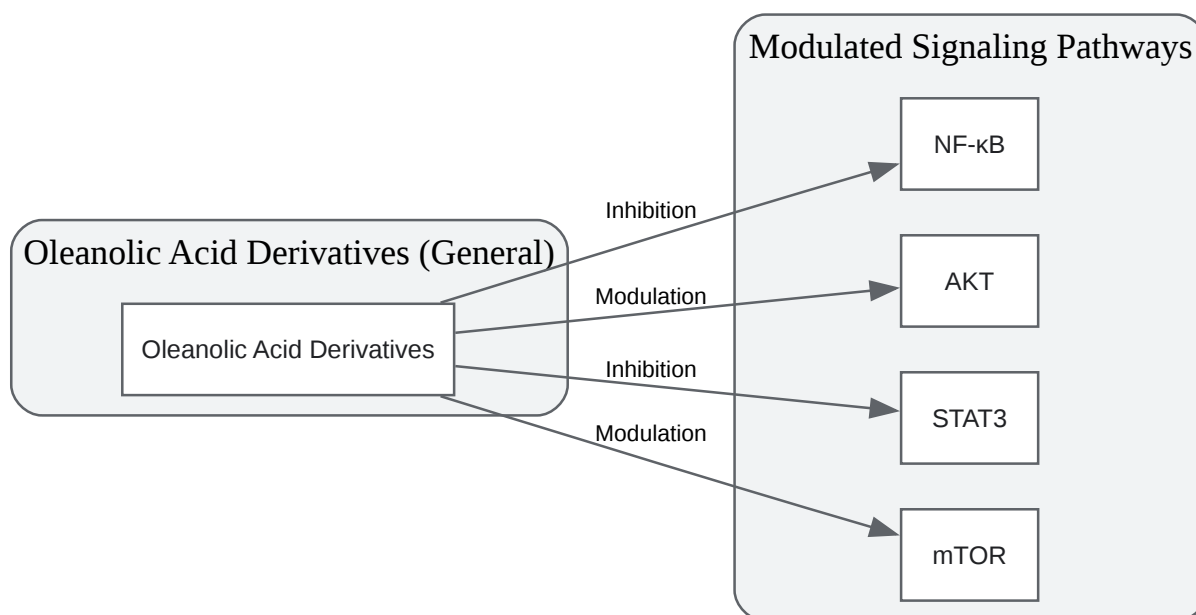 Modulated Signaling Pathways
NF-κB
Inhibition
Oleanolic Acid Derivatives (General)
Modulation
AKT
Oleanolic Acid Derivatives
Inhibition
STAT3
Modulation
mTOR